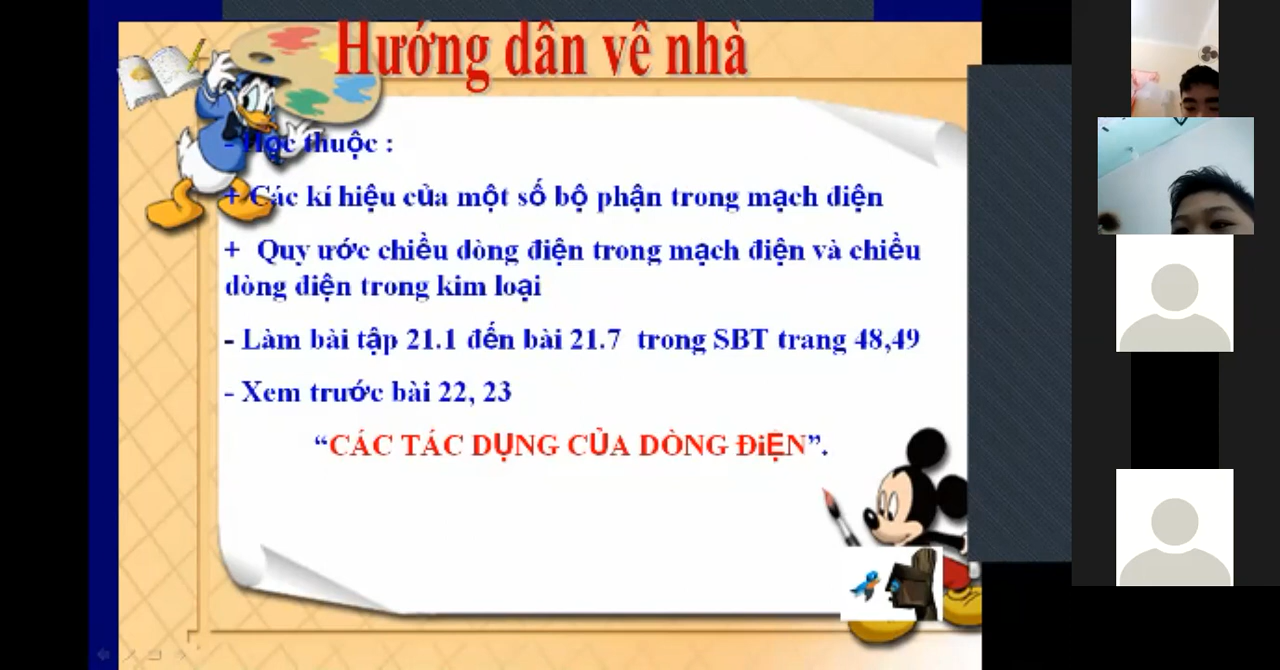 Hướng dẫn về nhà
- Học thuộc :
+ Các kí hiệu của một số bộ phận trong mạch điện
+ Quy ước chiều dòng điện trong mạch điện và chiều
dòng điện trong kim loại
- Làm bài tập 21.1 đến bài 21.7 trong SBT trang 48,49
- Xem trước bài 22, 23
“CÁC TÁC DỤNG CỦA DÒNG ĐiỆN”.